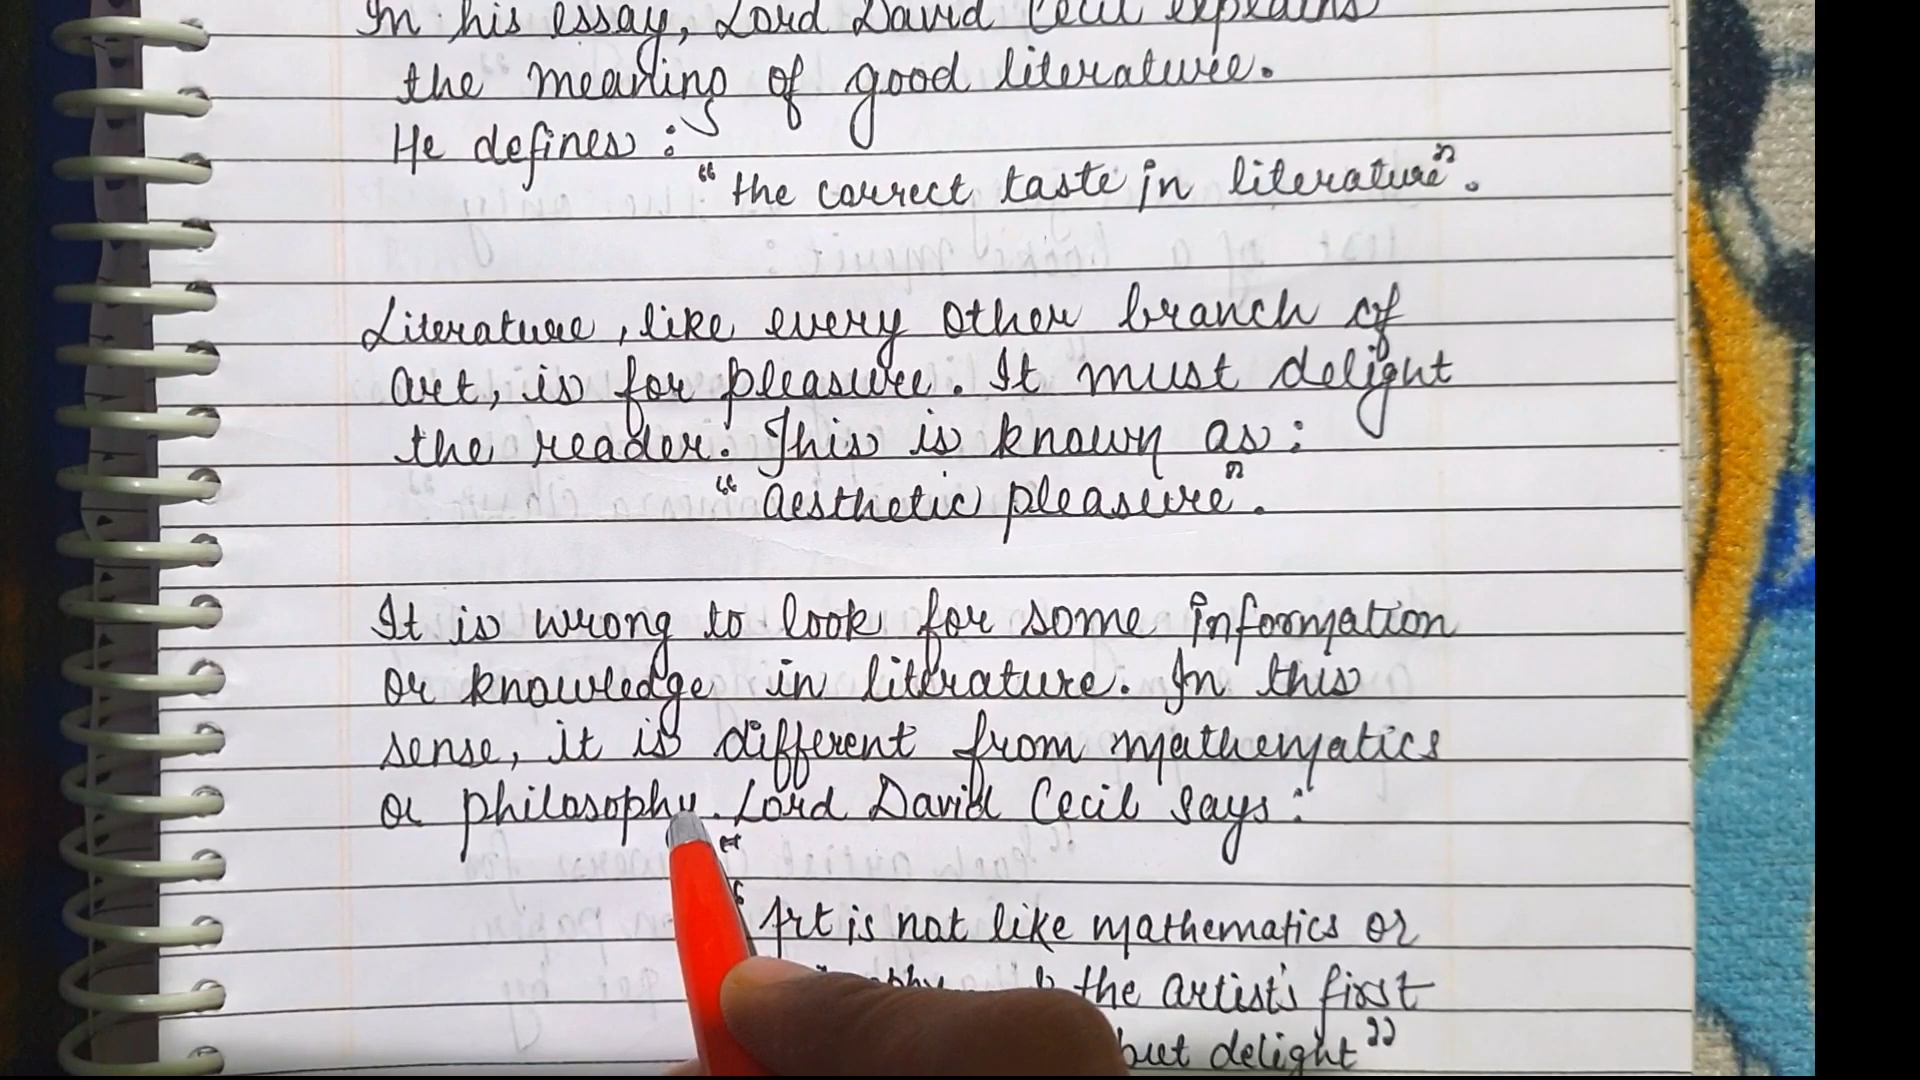 In his essay, Lord David Cecil explains
the meaning of good literature.
He defines:
"the correct taste in literature".
Literature, like every other branch of
art, is for pleasure. It must delight
the reader. This is known as:
"aesthetic pleasure".
It is wrong to look for some information
or knowledge in literature. In this
sense, it is different from mathematics
or philosophy. Lord David Cecil says:
"Art is not like mathematics or
the artist's first
but delight"